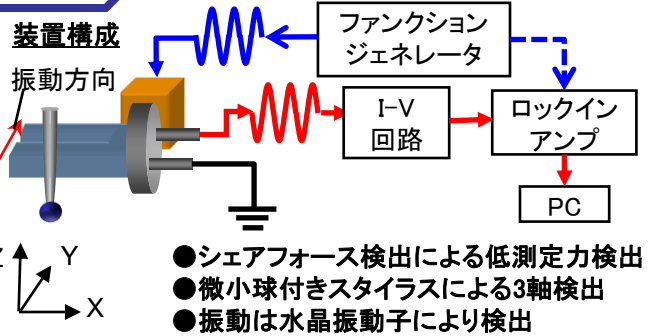 装置構成
振動方向
ファンクション
ジェネレータ
I-V
回路
ロックイン
アンプ
PC
Z
Y
X
●シェアフォース検出による低測定力検出
●微小球付きスタイラスによる3軸検出
●振動は水晶振動子により検出